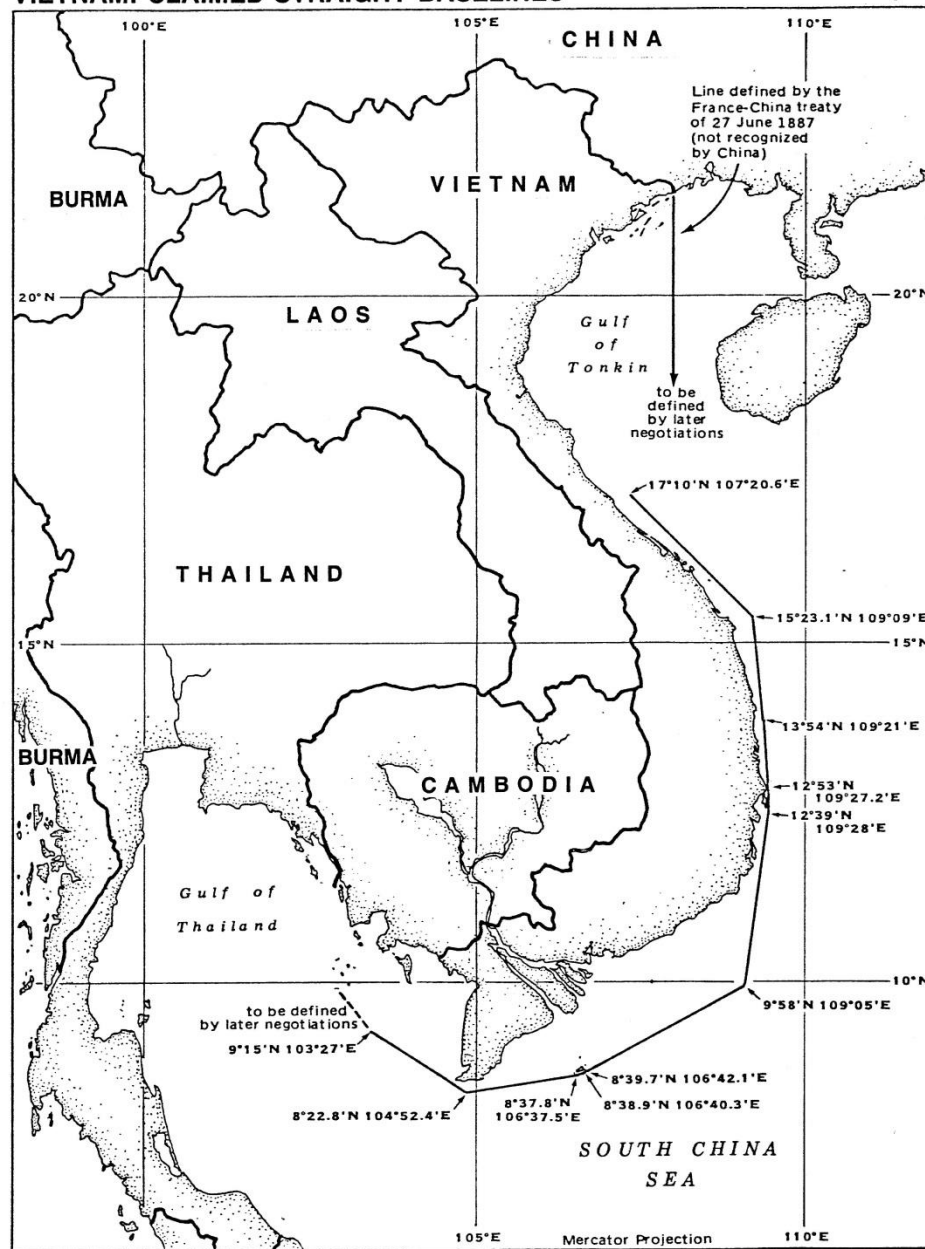 VIETNAM: CLAIMED STRAIGHT BASELINES
100°E
105°E
110°E
CHINA
Line defined by the
France-China treaty
of 27 June 1887
(not recognized
by China)
BURMA
VIETNAM
20°N
20°N
LAOS
Gulf
of
Tonkin
to be
defined
by later
negotiations
17°10'N 107°20.6'E
THAILAND
15°23.1'N 109°09'E
15°N
15°N
13°54'N 109°21'E
BURMA
CAMBODIA
12°53'N
109°27.2'E
12°39'N
109°28'E
Gulf of
Thailand
10°N
9°58'N 109°05'E
to be defined
by later negotiations
9°15'N 103°27'E
8°39.7'N 106°42.1'E
8°37.8'N
106°37.5'E
8°38.9'N 106°40.3'E
8°22.8'N 104°52.4'E
SOUTH CHINA
SEA
105°E
110°E
Mercator Projection